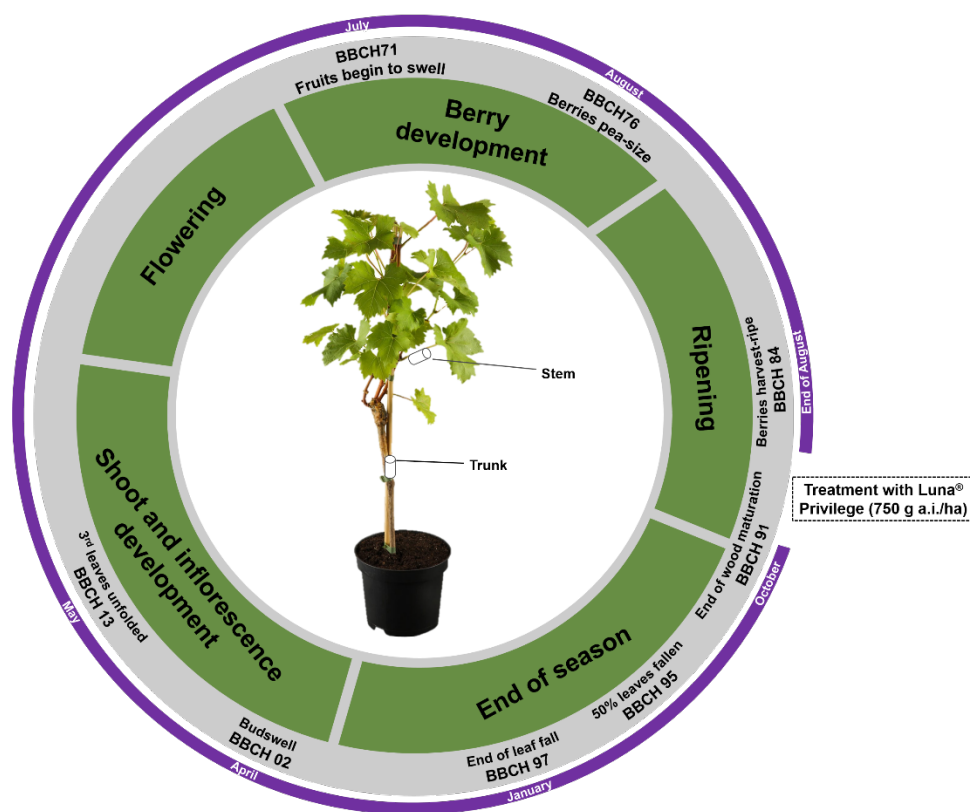 July
BBCH71
Fruits begin to swell
August
BBCH76
Berries pea-size
Berry
development
Flowering
Ripening
Berries harvest-ripe
BBCH 84
End of August
Stem
Trunk
Treatment with Luna®
Privilege (750 g a.i./ha)
End of wood maturation
BBCH 91
October
Shoot and inflorescence
development
3rd leaves unfolded
BBCH 13
May
End of season
50% leaves fallen
BBCH 95
Budswell
BBCH 02
April
End of leaf fall
BBCH 97
January